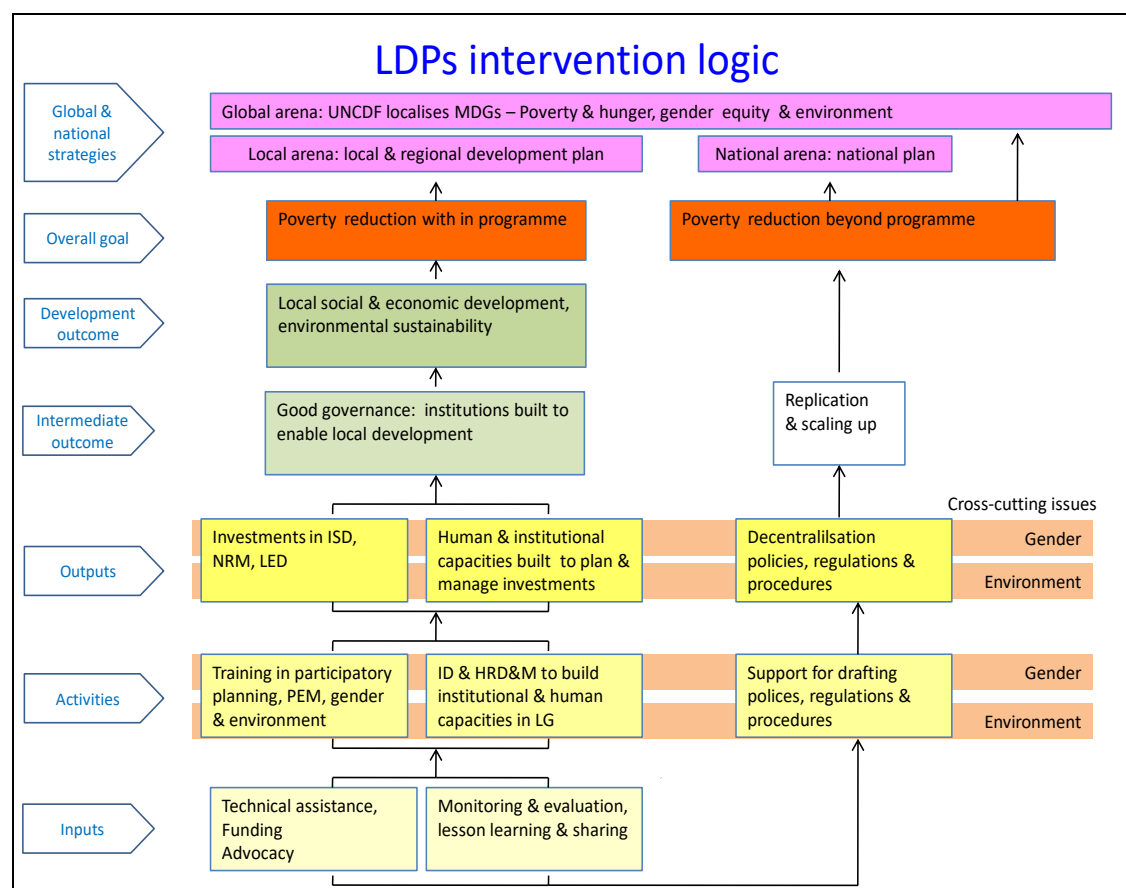 LDPs intervention logic
Global &
national
strategies
Global arena: UNCDF localises MDGs – Poverty & hunger, gender equity & environment
Local arena: local & regional development plan
National arena: national plan
Overall goal
Poverty reduction with in programme
Poverty reduction beyond programme
Development
outcome
Local social & economic development,
environmental sustainability
Intermediate
outcome
Good governance: institutions built to
enable local development
Replication
& scaling up
Cross-cutting issues
Outputs
Investments in ISD,
NRM, LED
Human & institutional
capacities built to plan &
manage investments
Decentralilsation
policies, regulations &
procedures
Gender
Environment
Activities
Training in participatory
planning, PEM, gender
& environment
ID & HRD&M to build
institutional & human
capacities in LG
Support for drafting
polices, regulations &
procedures
Gender
Environment
Inputs
Technical assistance,
Funding
Advocacy
Monitoring & evaluation,
lesson learning & sharing